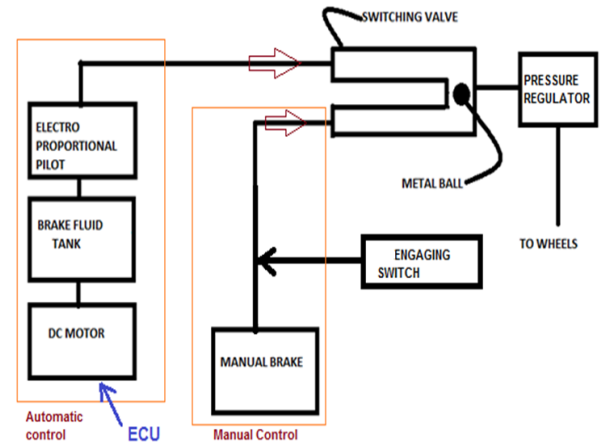 SWITCHING VALVE
ELECTRO
PROPORTIONAL
PILOT
BRAKE FLUID
TANK
DC MOTOR
Automatic
control
ECU
MANUAL BRAKE
Manual Control
ENGAGING
SWITCH
METAL BALL
PRESSURE
REGULATOR
TO WHEELS